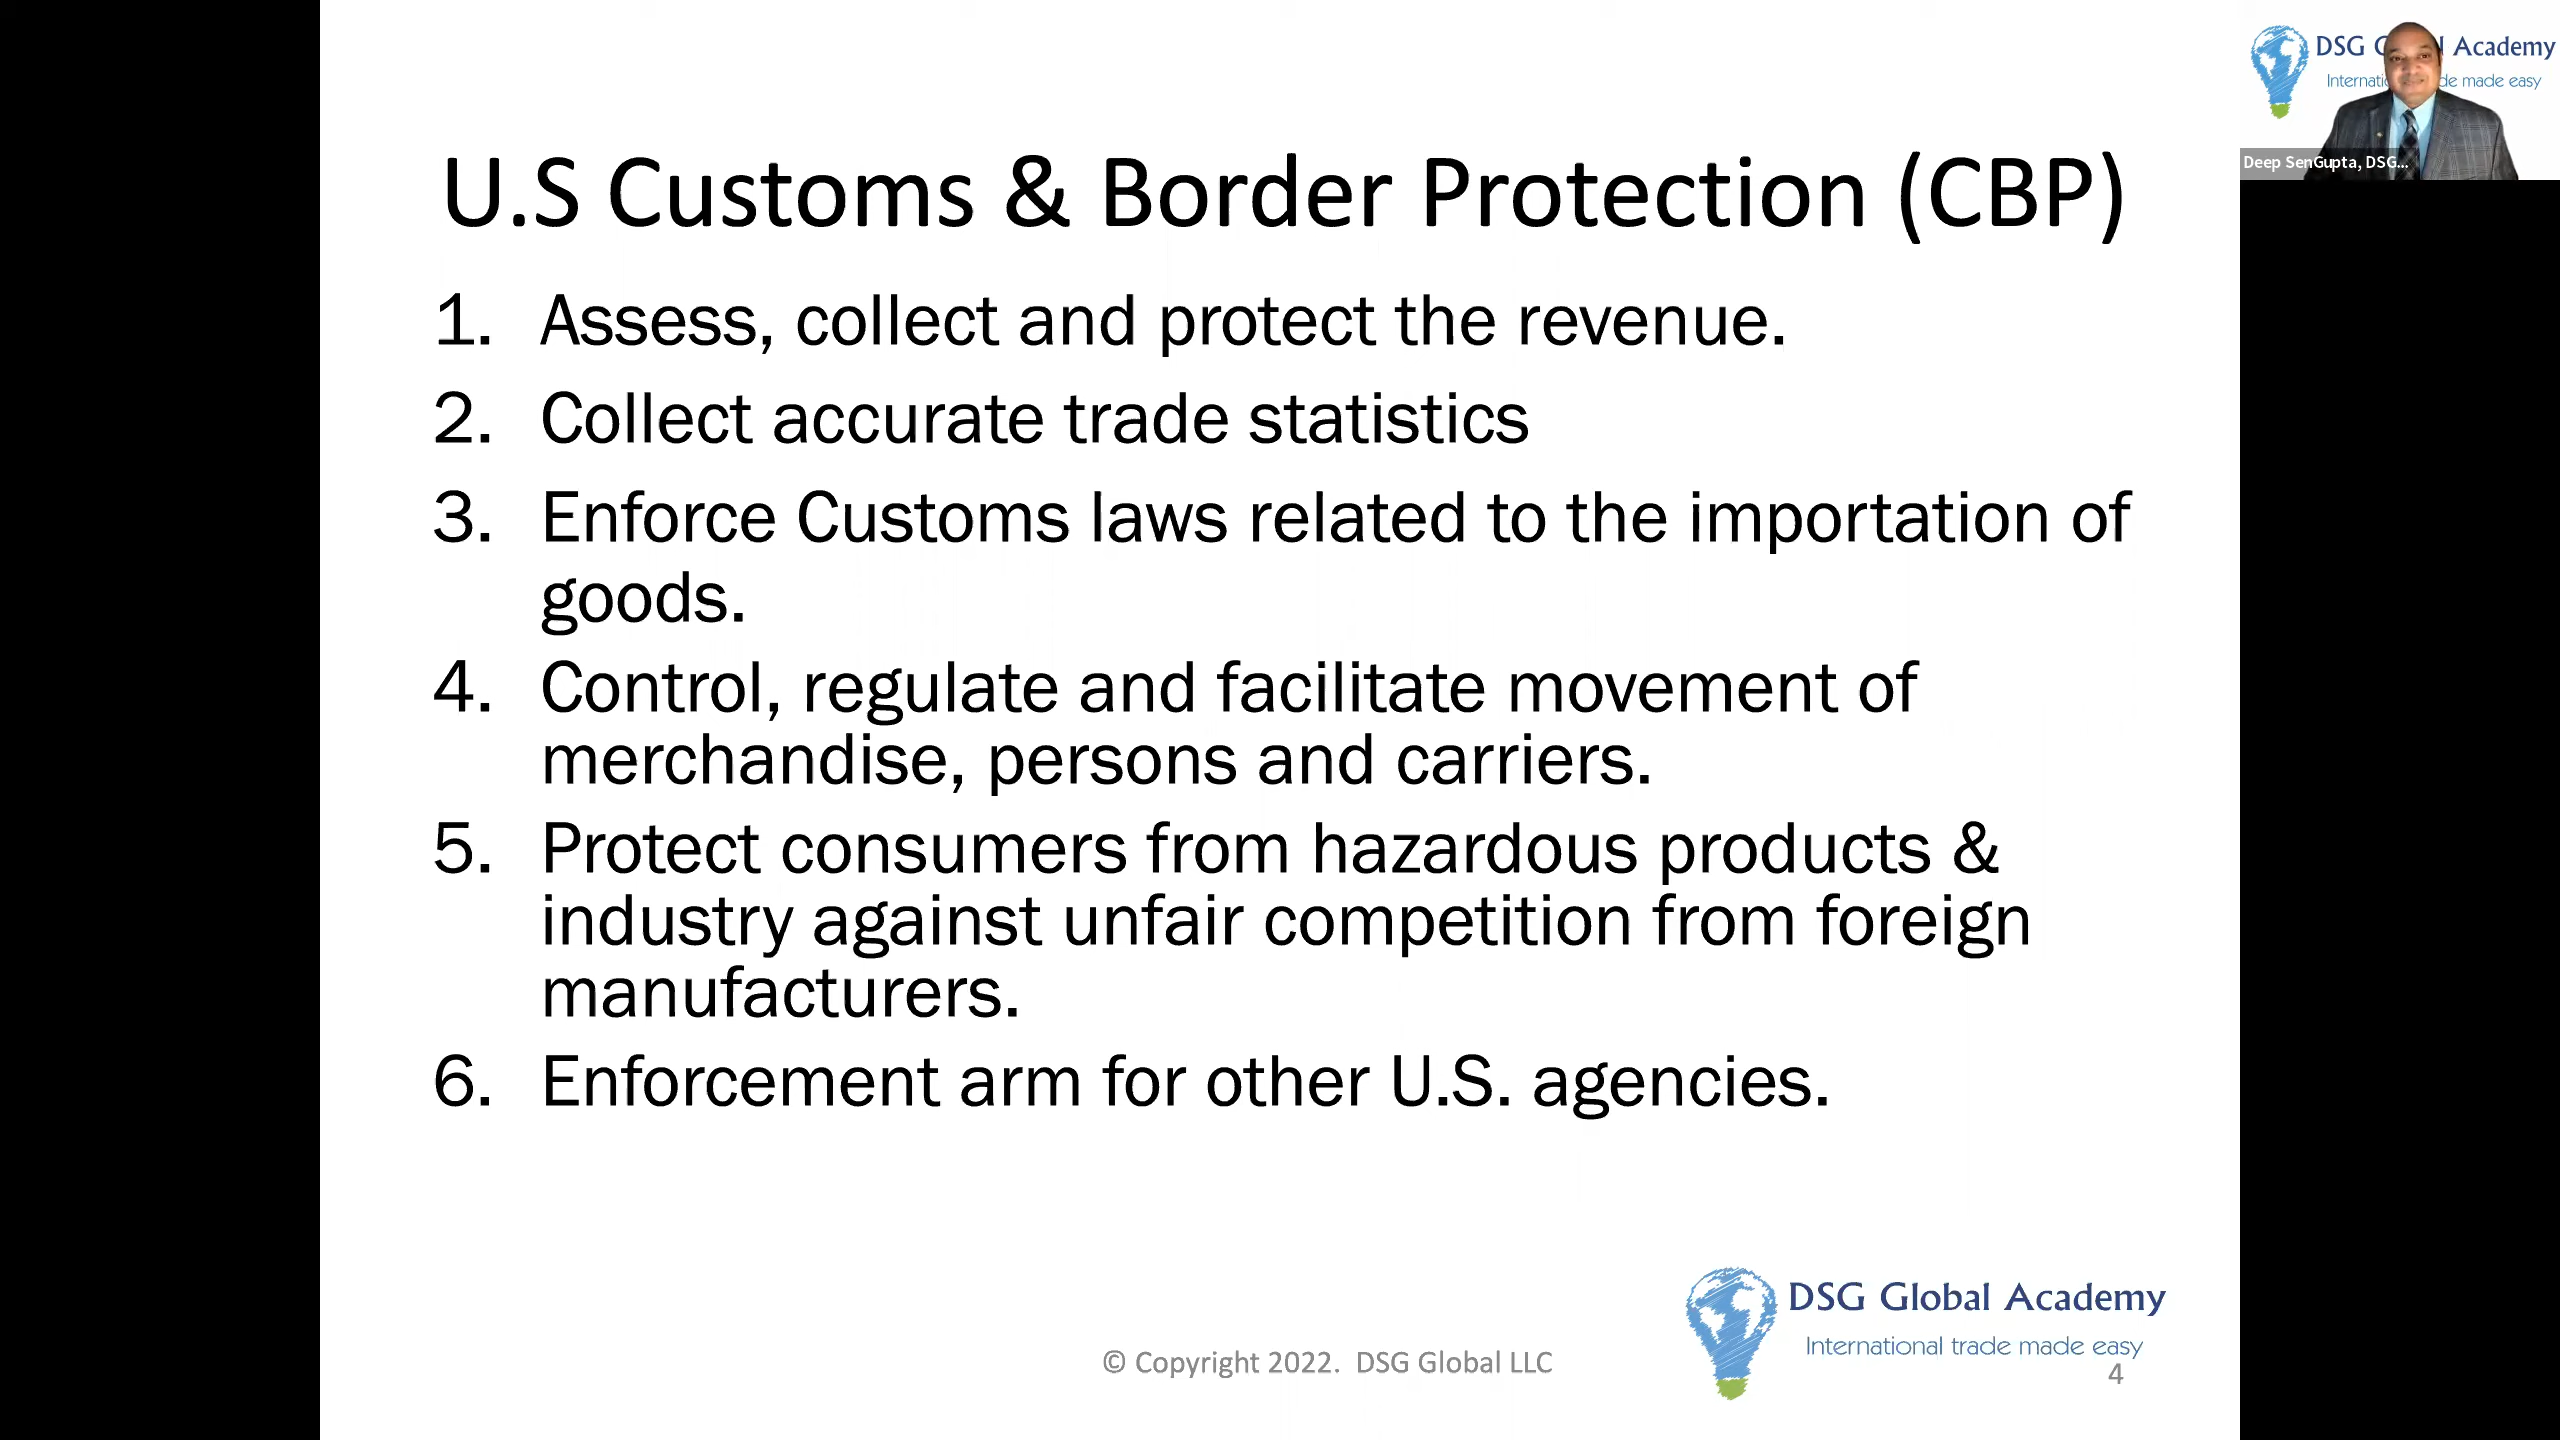 U.S Customs & Border Protection (CBP)
1. Assess, collect and protect the revenue.
2. Collect accurate trade statistics
3. Enforce Customs laws related to the importation of
goods.
4. Control, regulate and facilitate movement of
merchandise, persons and carriers.
5. Protect consumers from hazardous products &
industry against unfair competition from foreign
manufacturers.
6. Enforcement arm for other U.S. agencies.
© Copyright 2022. DSG Global LLC
DSG Global Academy
International trade made easy
4
DSG G l Academy
Internati de made easy
Deep SenGupta, DSG...